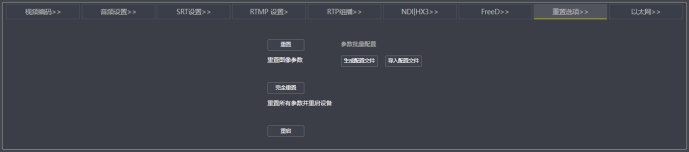 视频编码>> 音频设置>> SRT设置>> RTMP 设置> RTP组播>> NDI|HX3>> FreeD>> 重置选项>> 以太网>>
重置 参数批量配置
重置图像参数 生成配置文件 导入配置文件
完全重置
重置所有参数并重启设备
重启